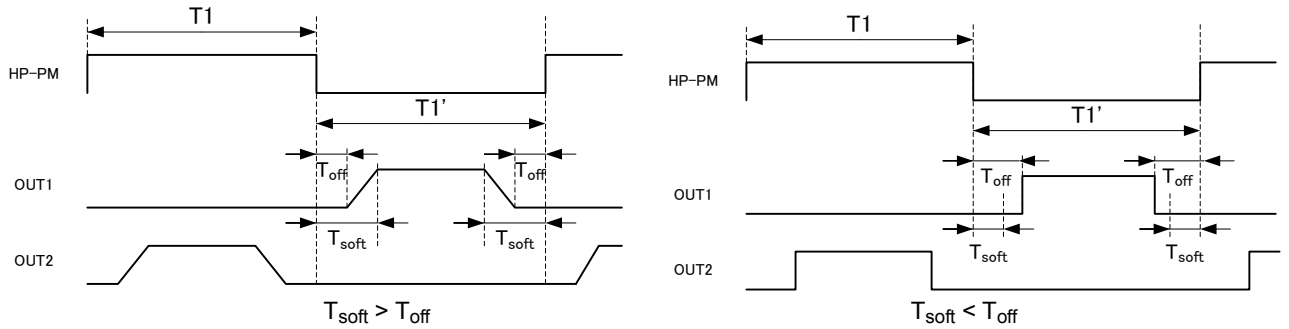 T1
HP-PM
T1'
Toff
Toff
OUT1
Tsoft
Tsoft
OUT2
Tsoft > Toff
T1
HP-PM
T1'
Toff
Toff
OUT1
Tsoft
Tsoft
OUT2
Tsoft < Toff